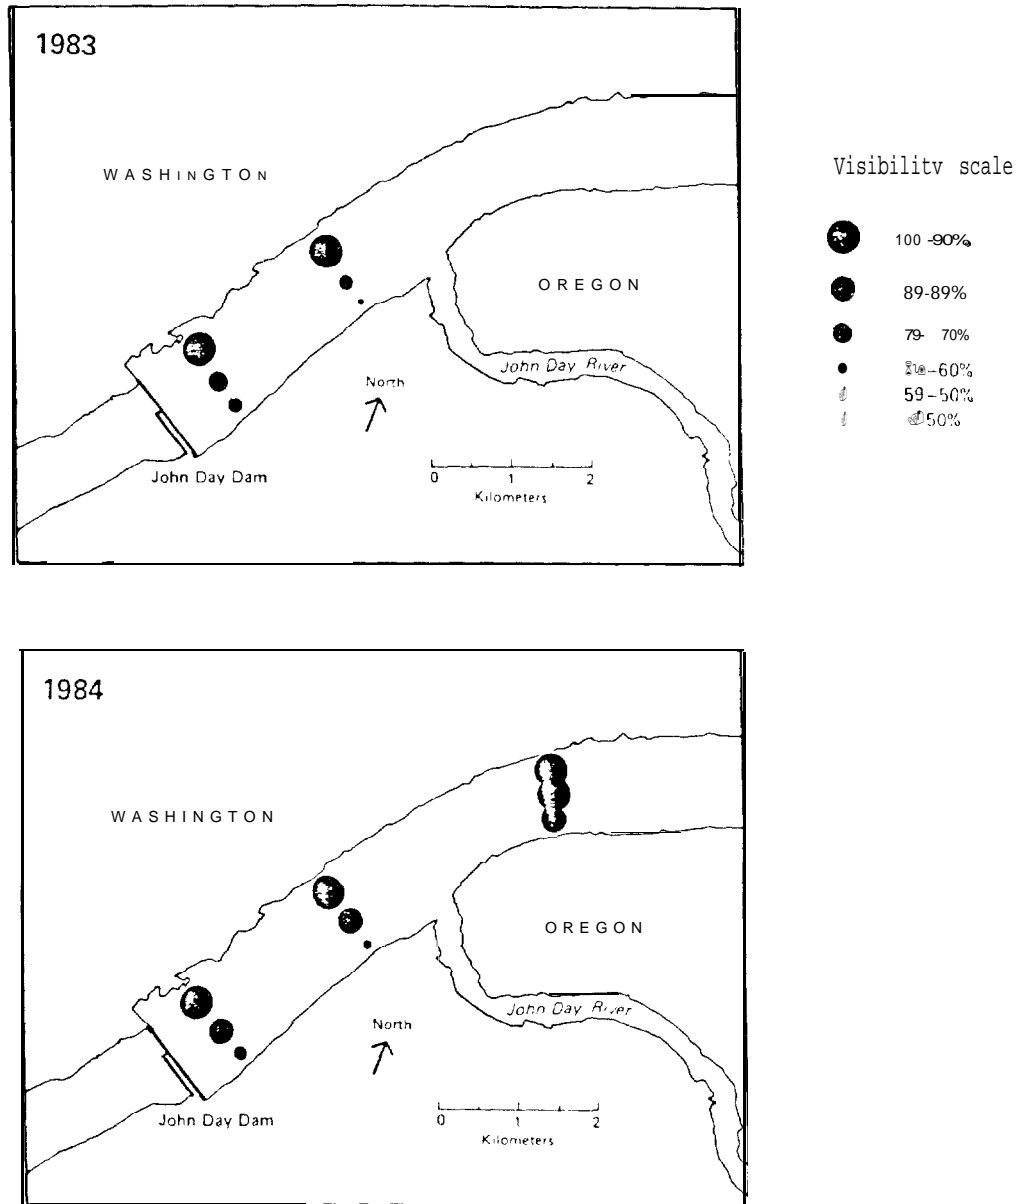 1983
WASHINGTON
OREGON
John Day River
North
John Day Dam
0 1 2
Kilometers
Visibilitv scale
100-90%
89-89%
79- 70%
-60%
59-50%
50%
1984
WASHINGTON
OREGON
John Day River
North
John Day Dam
0 1 2
Kilometers